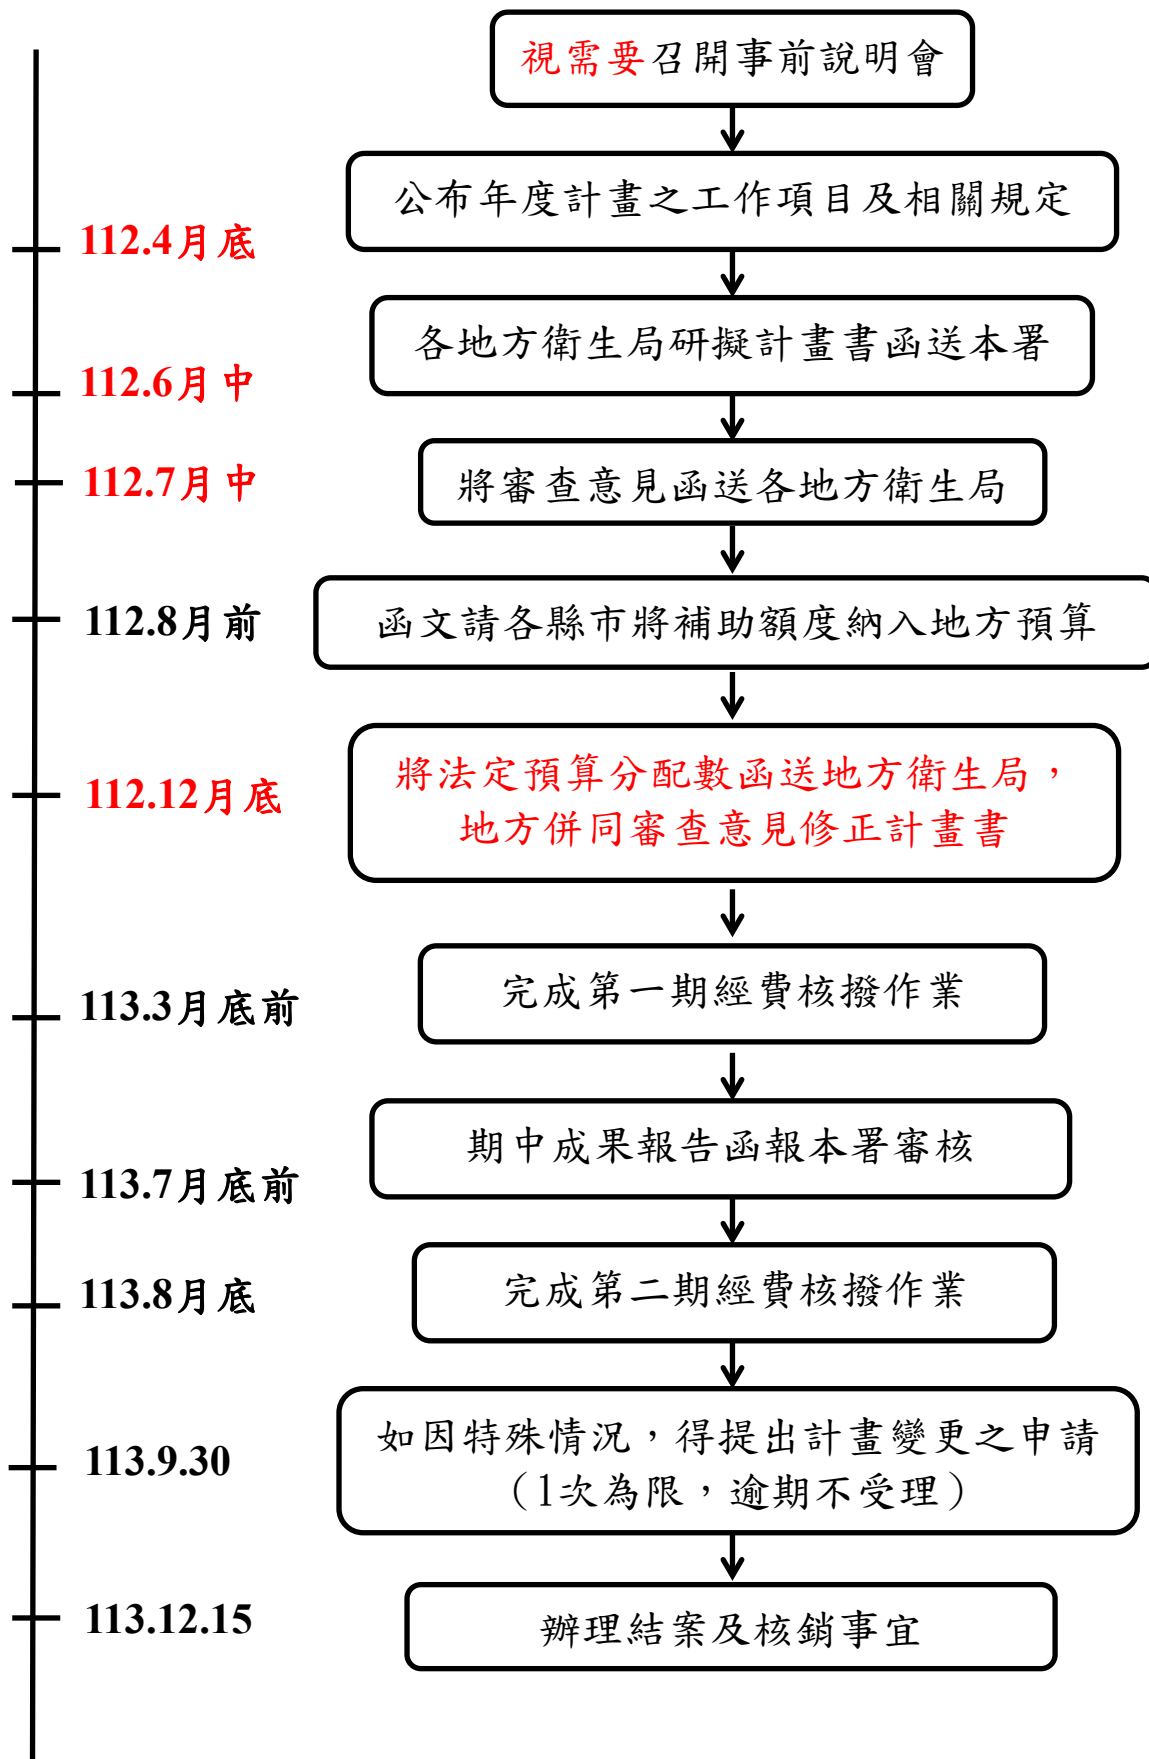 視需要召開事前說明會
公布年度計畫之工作項目及相關規定
112.4月底
各地方衛生局研擬計畫書函送本署
112.6月中
112.7月中
將審查意見函送各地方衛生局
112.8月前
函文請各縣市將補助額度納入地方預算
112.12月底
將法定預算分配數函送地方衛生局，
地方併同審查意見修正計畫書
113.3月底前
完成第一期經費核撥作業
期中成果報告函報本署審核
113.7月底前
113.8月底
完成第二期經費核撥作業
113.9.30
如因特殊情況，得提出計畫變更之申請
（1次為限，逾期不受理）
113.12.15
辦理結案及核銷事宜